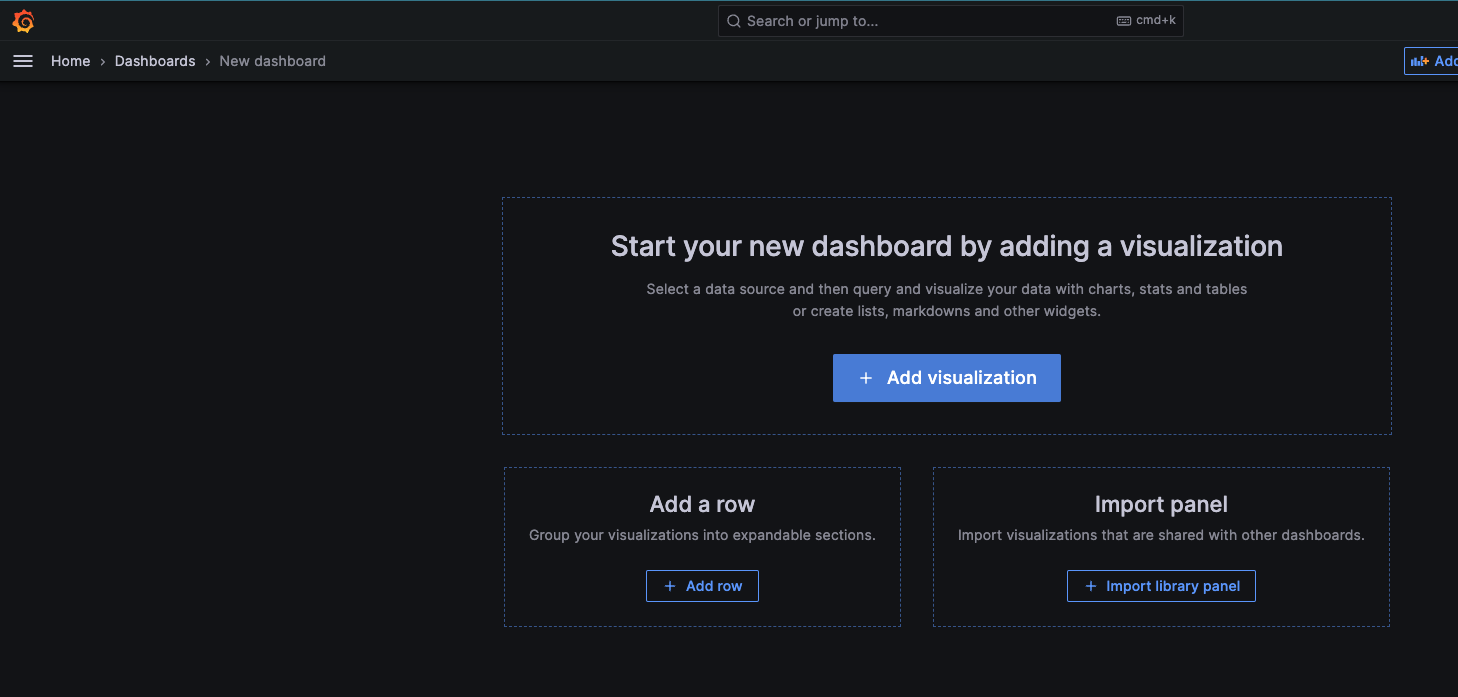 Search or jump to... cmd+k
Home › Dashboards › New dashboard
Add
Start your new dashboard by adding a visualization
Select a data source and then query and visualize your data with charts, stats and tables
or create lists, markdowns and other widgets.
+ Add visualization
Add a row
Group your visualizations into expandable sections.
+ Add row
Import panel
Import visualizations that are shared with other dashboards.
+ Import library panel